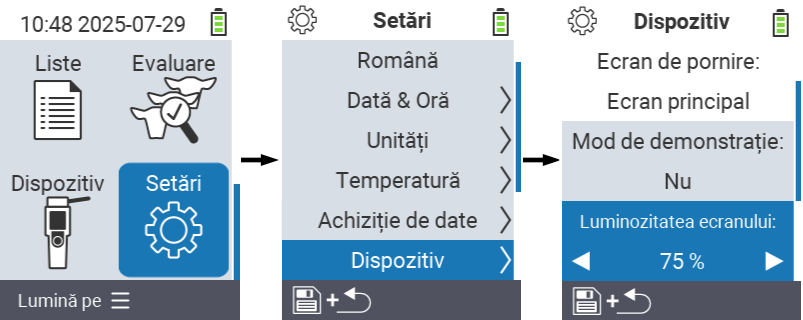 10:48 2025-07-29
Liste
Evaluare
Dispozitiv
Setări
Lumină pe
Setări
Română
Dată & Oră
Unități
Temperatură
Achiziție de date
Dispozitiv
+
Dispozitiv
Ecran de pornire:
Ecran principal
Mod de demonstrație:
Nu
Luminozitatea ecranului:
75 %
+